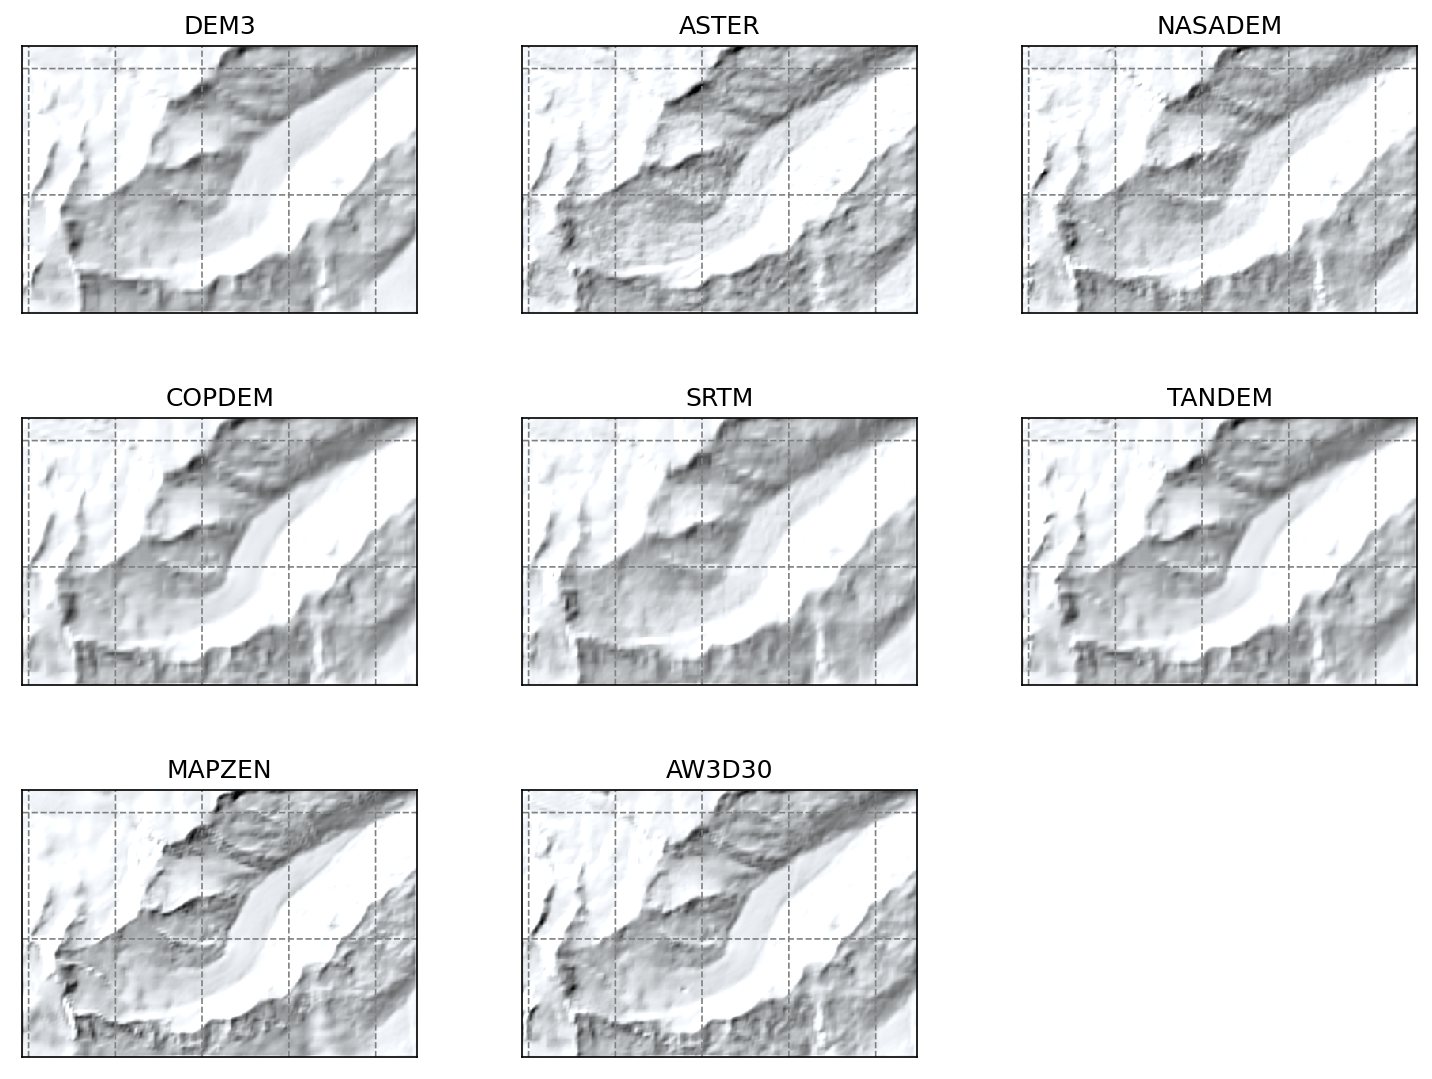 DEM3
ASTER
NASADEM
COPDEM
SRTM
TANDEM
MAPZEN
AW3D30